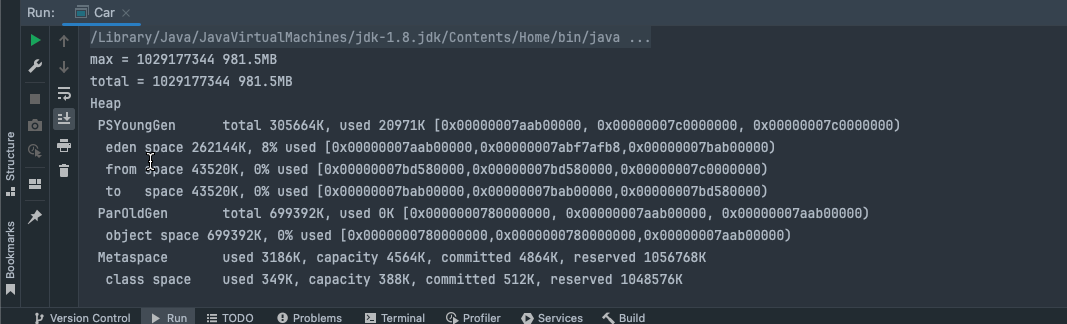 Run: Car ×
/Library/Java/JavaVirtualMachines/jdk-1.8.jdk/Contents/Home/bin/java ...
max = 1029177344 981.5MB
total = 1029177344 981.5MB
Heap
PSYoungGen      total 305664K, used 20971K [0x00000007aab00000, 0x00000007c0000000, 0x00000007c0000000)
eden space 262144K, 8% used [0x00000007aab00000,0x00000007abf7afb8,0x00000007bab00000)
from space 43520K, 0% used [0x00000007bd580000,0x00000007bd580000,0x00000007c0000000)
to   space 43520K, 0% used [0x00000007bab00000,0x00000007bab00000,0x00000007bd580000)
ParOldGen       total 699392K, used 0K [0x0000000780000000, 0x00000007aab00000, 0x00000007aab00000)
object space 699392K, 0% used [0x0000000780000000,0x0000000780000000,0x00000007aab00000)
Metaspace       used 3186K, capacity 4564K, committed 4864K, reserved 1056768K
class space    used 349K, capacity 388K, committed 512K, reserved 1048576K
Structure
Bookmarks
Version Control Run TODO Problems Terminal Profiler Services Build